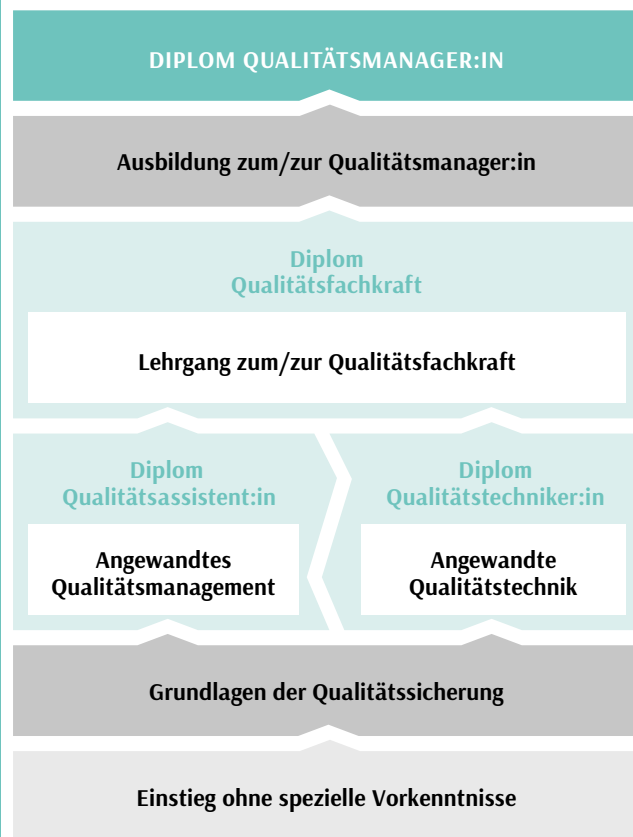 DIPLOM QUALITÄTSMANAGER:IN
Ausbildung zum/zur Qualitätsmanager:in
Diplom
Qualitätsfachkraft
Lehrgang zum/zur Qualitätsfachkraft
Diplom
Qualitätsassistent:in
Angewandtes
Qualitätsmanagement
Diplom
Qualitätstechniker:in
Angewandte
Qualitätstechnik
Grundlagen der Qualitätssicherung
Einstieg ohne spezielle Vorkenntnisse